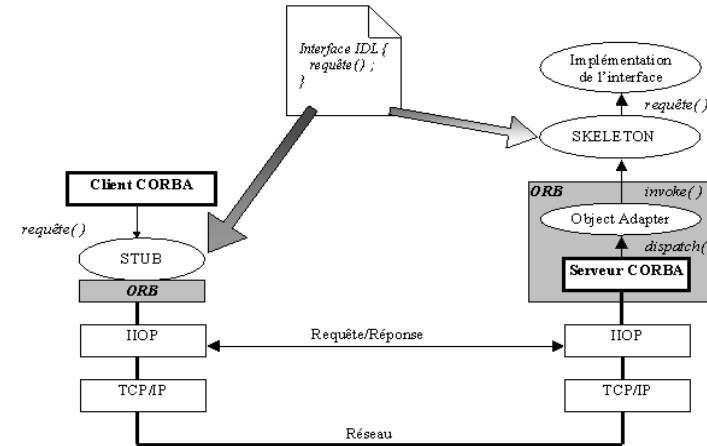 Interface IDL {
requête() ;
}
Implémentation
de l'interface
requête()
SKELETON
Client CORBA
ORB
invoke()
requête()
Object Adapter
STUB
dispatch(
Serveur CORBA
ORB
IIOP
Requête/Réponse
IIOP
TCP/IP
TCP/IP
Réseau